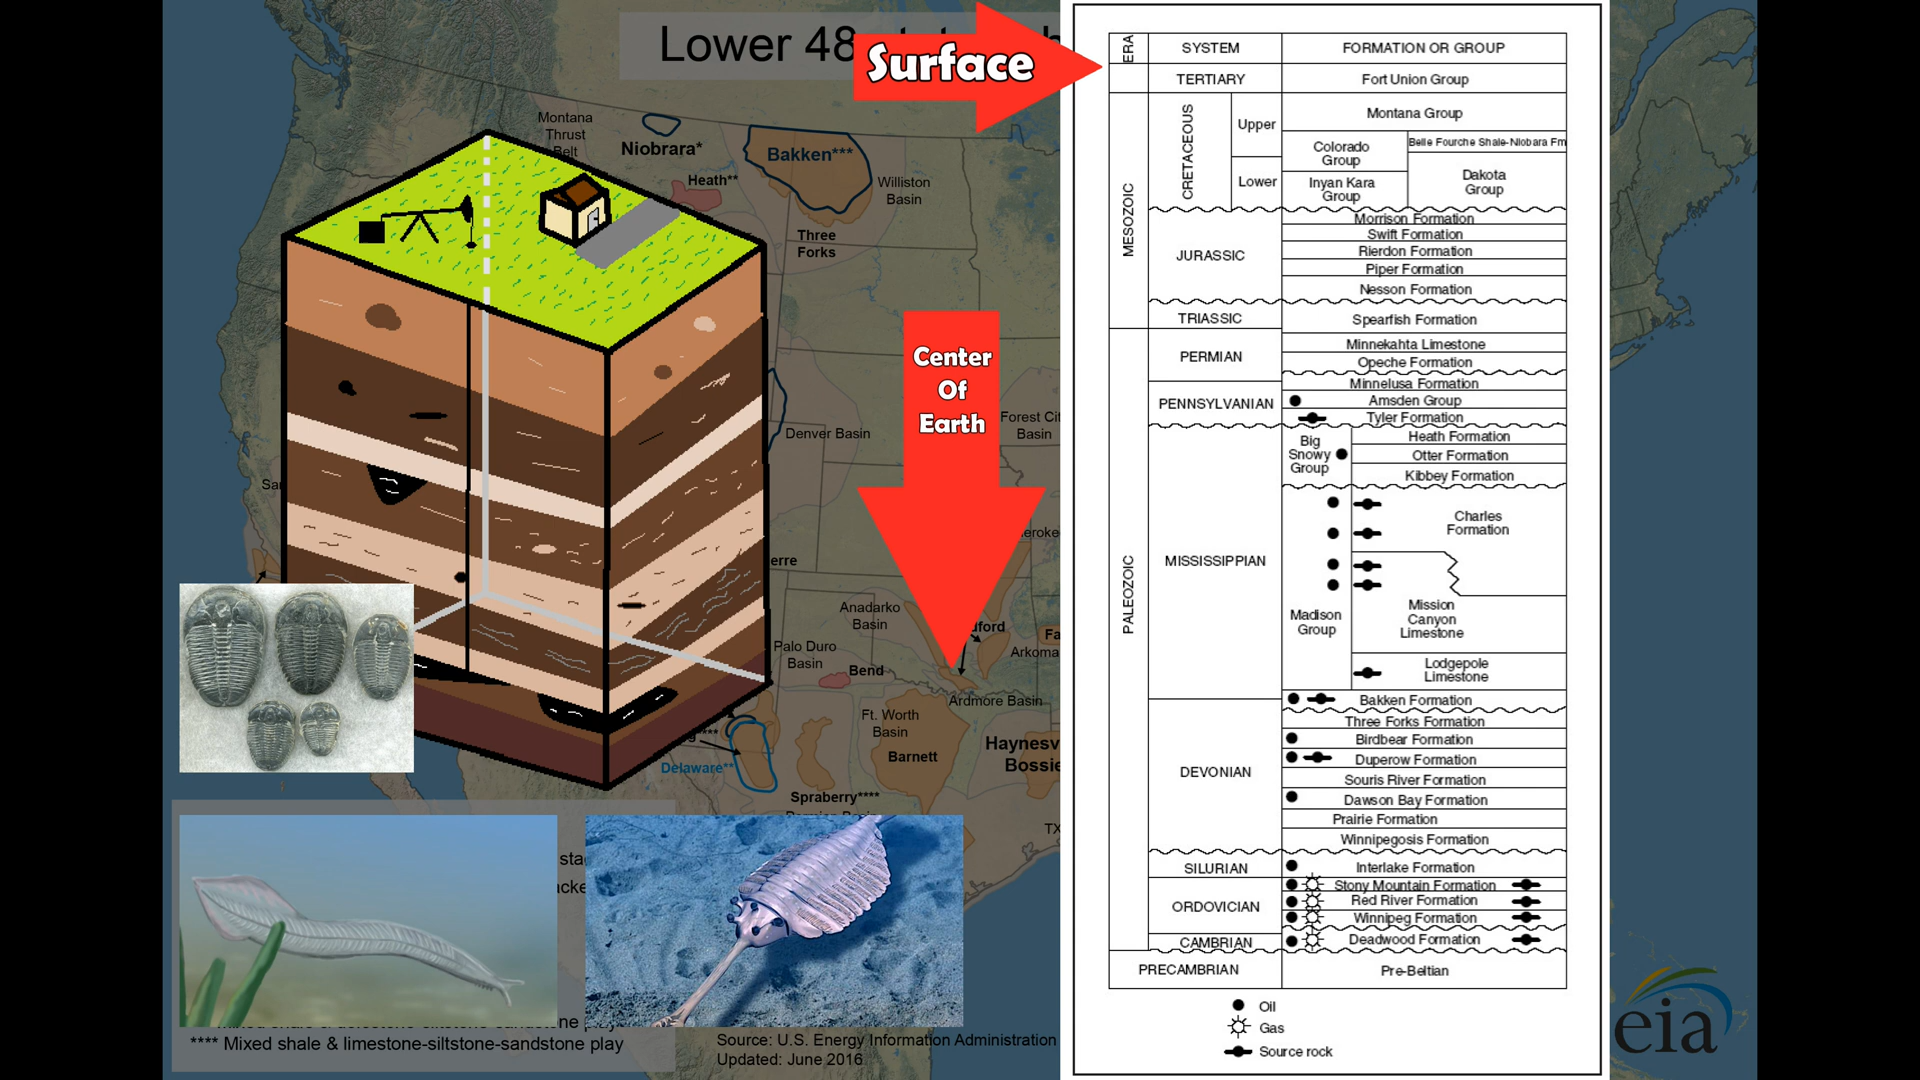 Lower 48
Surface
Montana
Thrust
Belt
Niobrara*
Bakken***
Heath**
Williston
Basin
Three
Forks
Center
Of
Earth
Denver Basin
Forest
Basin
Anadarko
Basin
Palo Duro
Basin
Bend
Arkoma
Ardmore Basin
Ft. Worth
Basin
Barnett
Delaware**
Spraberry****
**** Mixed shale & limestone-siltstone-sandstone play
Source: U.S. Energy Information Administration
Updated: June 2016
eia
ERA
SYSTEM
FORMATION OR GROUP
TERTIARY
Fort Union Group
MESOZOIC
CRETACEOUS
Upper
Lower
Montana Group
Colorado
Group
Belle Fourche Shale-Niobara Fm
Inyan Kara
Group
Dakota
Group
JURASSIC
Morrison Formation
Swift Formation
Rierdon Formation
Piper Formation
Nesson Formation
TRIASSIC
Spearfish Formation
PALEOZOIC
PERMIAN
Minnekahta Limestone
Opeche Formation
PENNSYLVANIAN
Minnelusa Formation
Amsden Group
Tyler Formation
MISSISSIPPIAN
Big
Snowy
Group
Heath Formation
Otter Formation
Kibbey Formation
Madison
Group
Charles
Formation
Mission
Canyon
Limestone
Lodgepole
Limestone
Bakken Formation
DEVONIAN
Three Forks Formation
Birdbear Formation
Duperow Formation
Souris River Formation
Dawson Bay Formation
Prairie Formation
Winnipegosis Formation
SILURIAN
Interlake Formation
ORDOVICIAN
Stony Mountain Formation
Red River Formation
Winnipeg Formation
CAMBRIAN
Deadwood Formation
PRECAMBRIAN
Pre-Beltian
Oil
Gas
Source rock